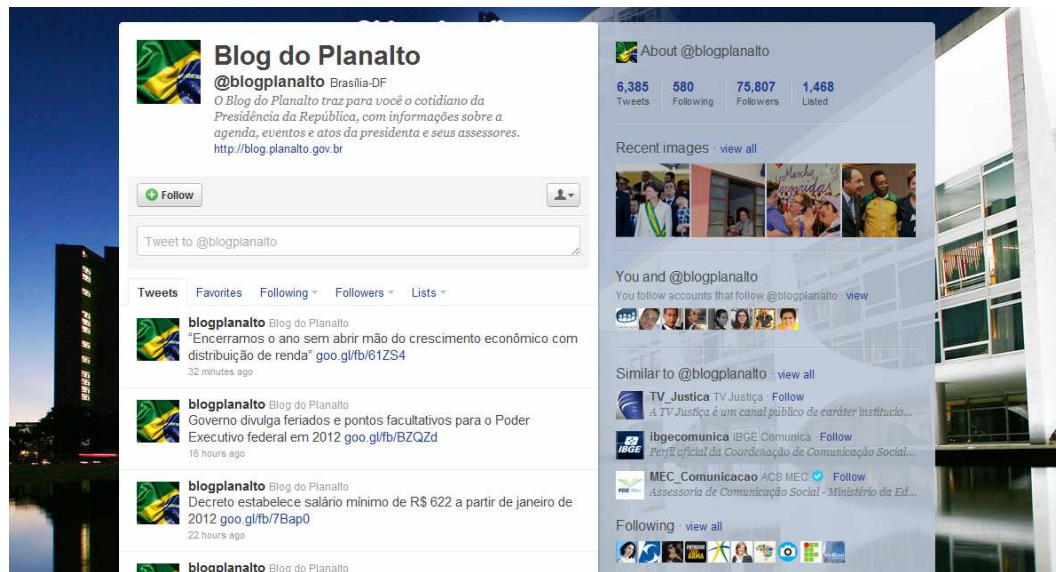 Blog do Planalto
@blogplanalto Brasília-DF
O Blog do Planalto traz para você o cotidiano da
Presidência da República, com informações sobre a
agenda, eventos e atos da presidenta e seus assessores.
http://blog.planalto.gov.br
Follow
Tweet to @blogplanalto
Tweets Favorites Following Followers Lists
blogplanalto Blog do Planalto
“Encerramos o ano sem abrir mão do crescimento econômico com
distribuição de renda” goo.gl/fb/61ZS4
32 minutes ago
blogplanalto Blog do Planalto
Governo divulga feriados e pontos facultativos para o Poder
Executivo federal em 2012 goo.gl/fb/BZQZd
16 hours ago
blogplanalto Blog do Planalto
Decreto estabelece salário mínimo de R$ 622 a partir de janeiro de
2012 goo.gl/fb/7Bap0
22 hours ago
blogplanalto Blog do Planalto
About @blogplanalto
6,385 580 75,807 1,468
Tweets Following Followers Listed
Recent images · view all
Marcha
Margaridas
You and @blogplanalto
You follow accounts that follow @blogplanalto · view
Similar to @blogplanalto · view all
TV_Justica TV Justiça · Follow
A TV Justiça é um canal público de caráter institucio...
IBGE
ibgecomunica IBGE Comunica · Follow
Perfil oficial da Coordenação de Comunicação Social...
PDE
MEC_Comunicacao ACS MEC · Follow
Assessoria de Comunicação Social - Ministério da Ed...
Following · view all
ENTREGUE
SUA
ARMA